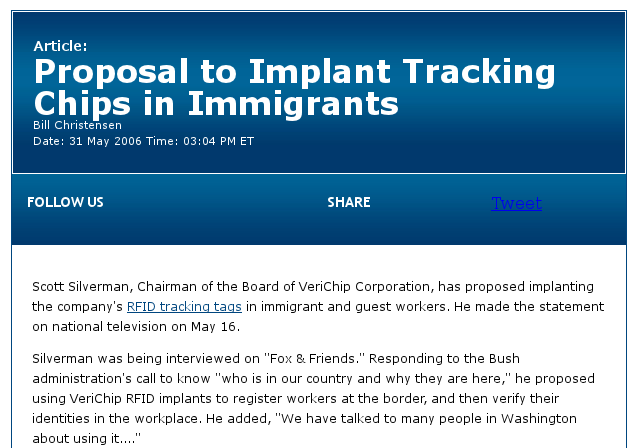 Article:
Proposal to Implant Tracking
Chips in Immigrants
Bill Christensen
Date: 31 May 2006 Time: 03:04 PM ET
FOLLOW US SHARE Tweet
Scott Silverman, Chairman of the Board of VeriChip Corporation, has proposed implanting
the company's RFID tracking tags in immigrant and guest workers. He made the statement
on national television on May 16.
Silverman was being interviewed on "Fox & Friends." Responding to the Bush
administration's call to know "who is in our country and why they are here," he proposed
using VeriChip RFID implants to register workers at the border, and then verify their
identities in the workplace. He added, "We have talked to many people in Washington
about using it...."